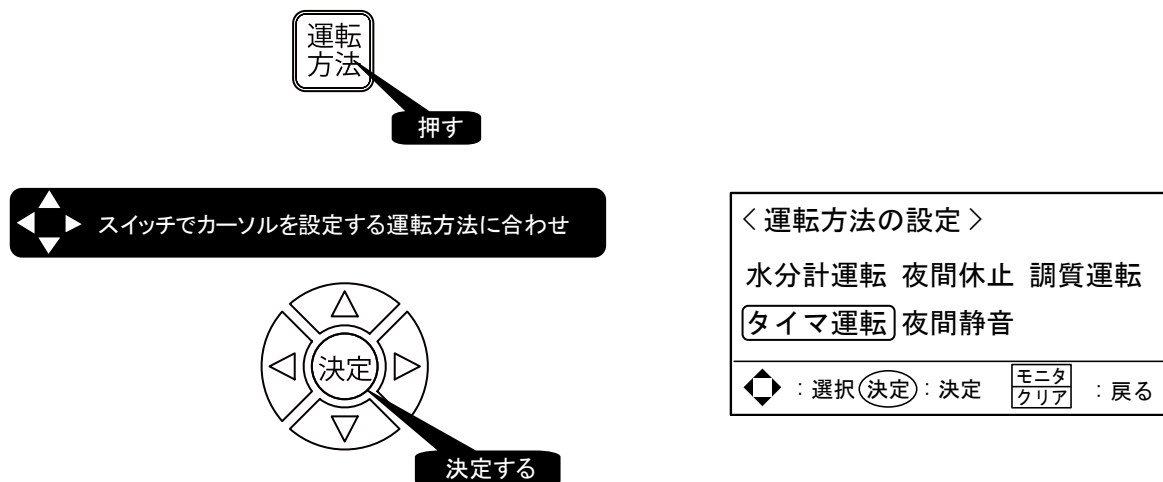 運転
方法
押す
スイッチでカーソルを設定する運転方法に合わせ
決定
決定する
〈運転方法の設定〉
水分計運転 夜間休止 調質運転
タイマ運転 夜間静音
：選択 決定：決定 モニタ クリア ：戻る